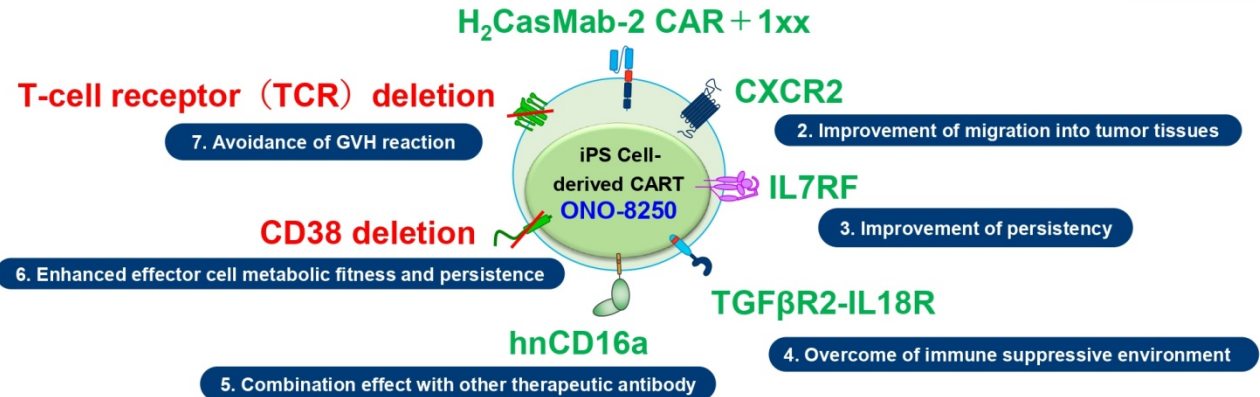 H₂CasMab-2 CAR＋1xx
T-cell receptor（TCR）deletion
7. Avoidance of GVH reaction
CXCR2
2. Improvement of migration into tumor tissues
iPS Cell-
derived CART
ONO-8250
IL7RF
3. Improvement of persistency
CD38 deletion
6. Enhanced effector cell metabolic fitness and persistence
TGFβR2-IL18R
4. Overcome of immune suppressive environment
hnCD16a
5. Combination effect with other therapeutic antibody